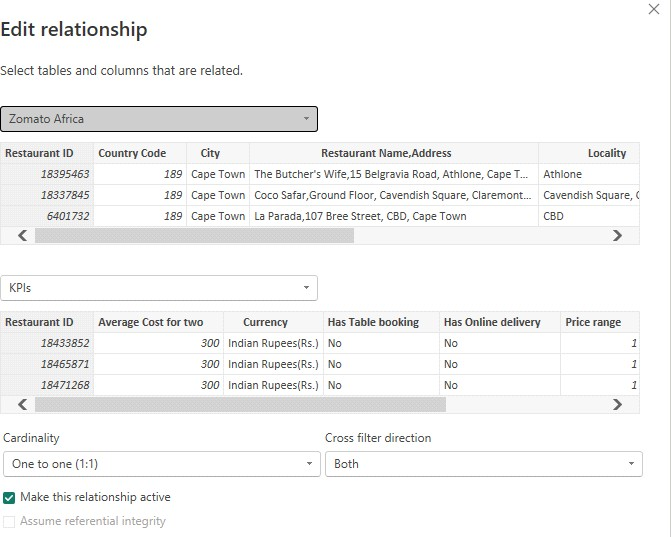 Edit relationship
Select tables and columns that are related.
Zomato Africa
Restaurant ID Country Code City Restaurant Name,Address Locality
18395463 189 Cape Town The Butcher's Wife,15 Belgravia Road, Athlone, Cape T... Athlone
18337845 189 Cape Town Coco Safar,Ground Floor, Cavendish Square, Claremont... Cavendish Square, C
6401732 189 Cape Town La Parada,107 Bree Street, CBD, Cape Town CBD
KPIs
Restaurant ID Average Cost for two Currency Has Table booking Has Online delivery Price range
18433852 300 Indian Rupees(Rs.) No No 1
18465871 300 Indian Rupees(Rs.) No No 1
18471268 300 Indian Rupees(Rs.) No No 1
Cardinality Cross filter direction
One to one (1:1) Both
Make this relationship active
Assume referential integrity